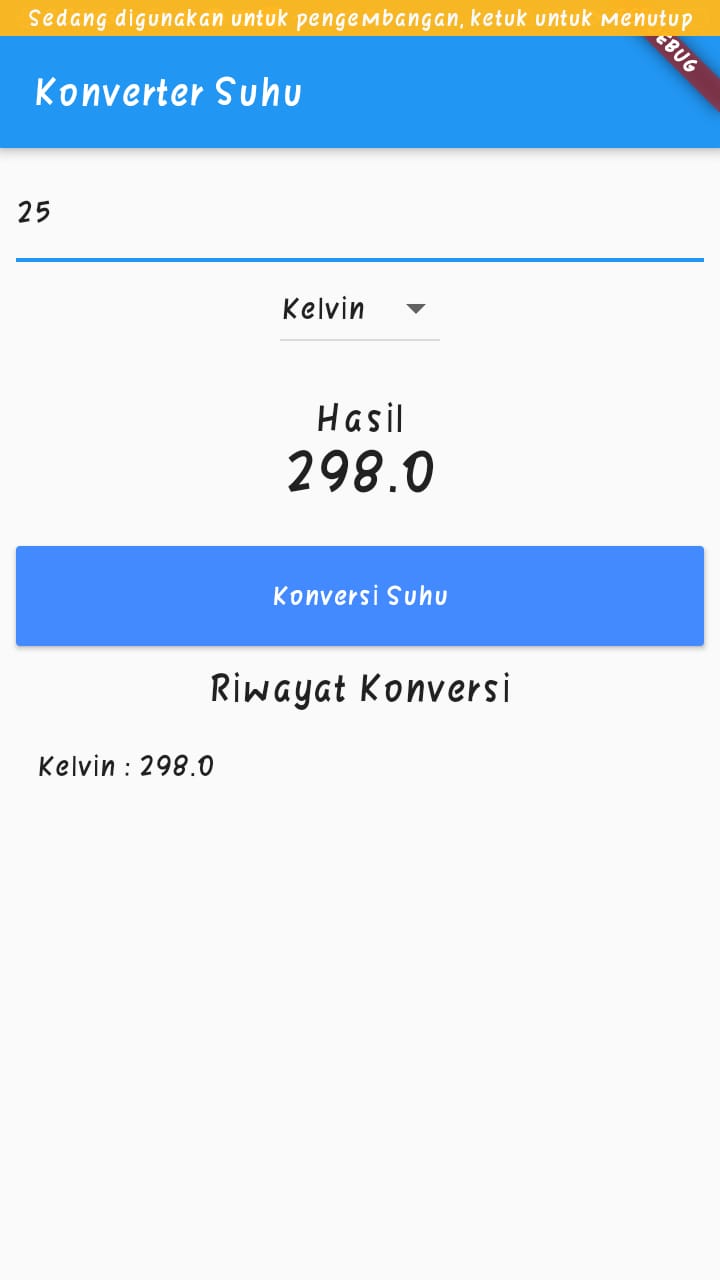 Sedang digunakan untuk pengembangan, ketuk untuk menutup
EBUG
Konverter Suhu
25
Kelvin
Hasil
298.0
Konversi Suhu
Riwayat Konversi
Kelvin : 298.0